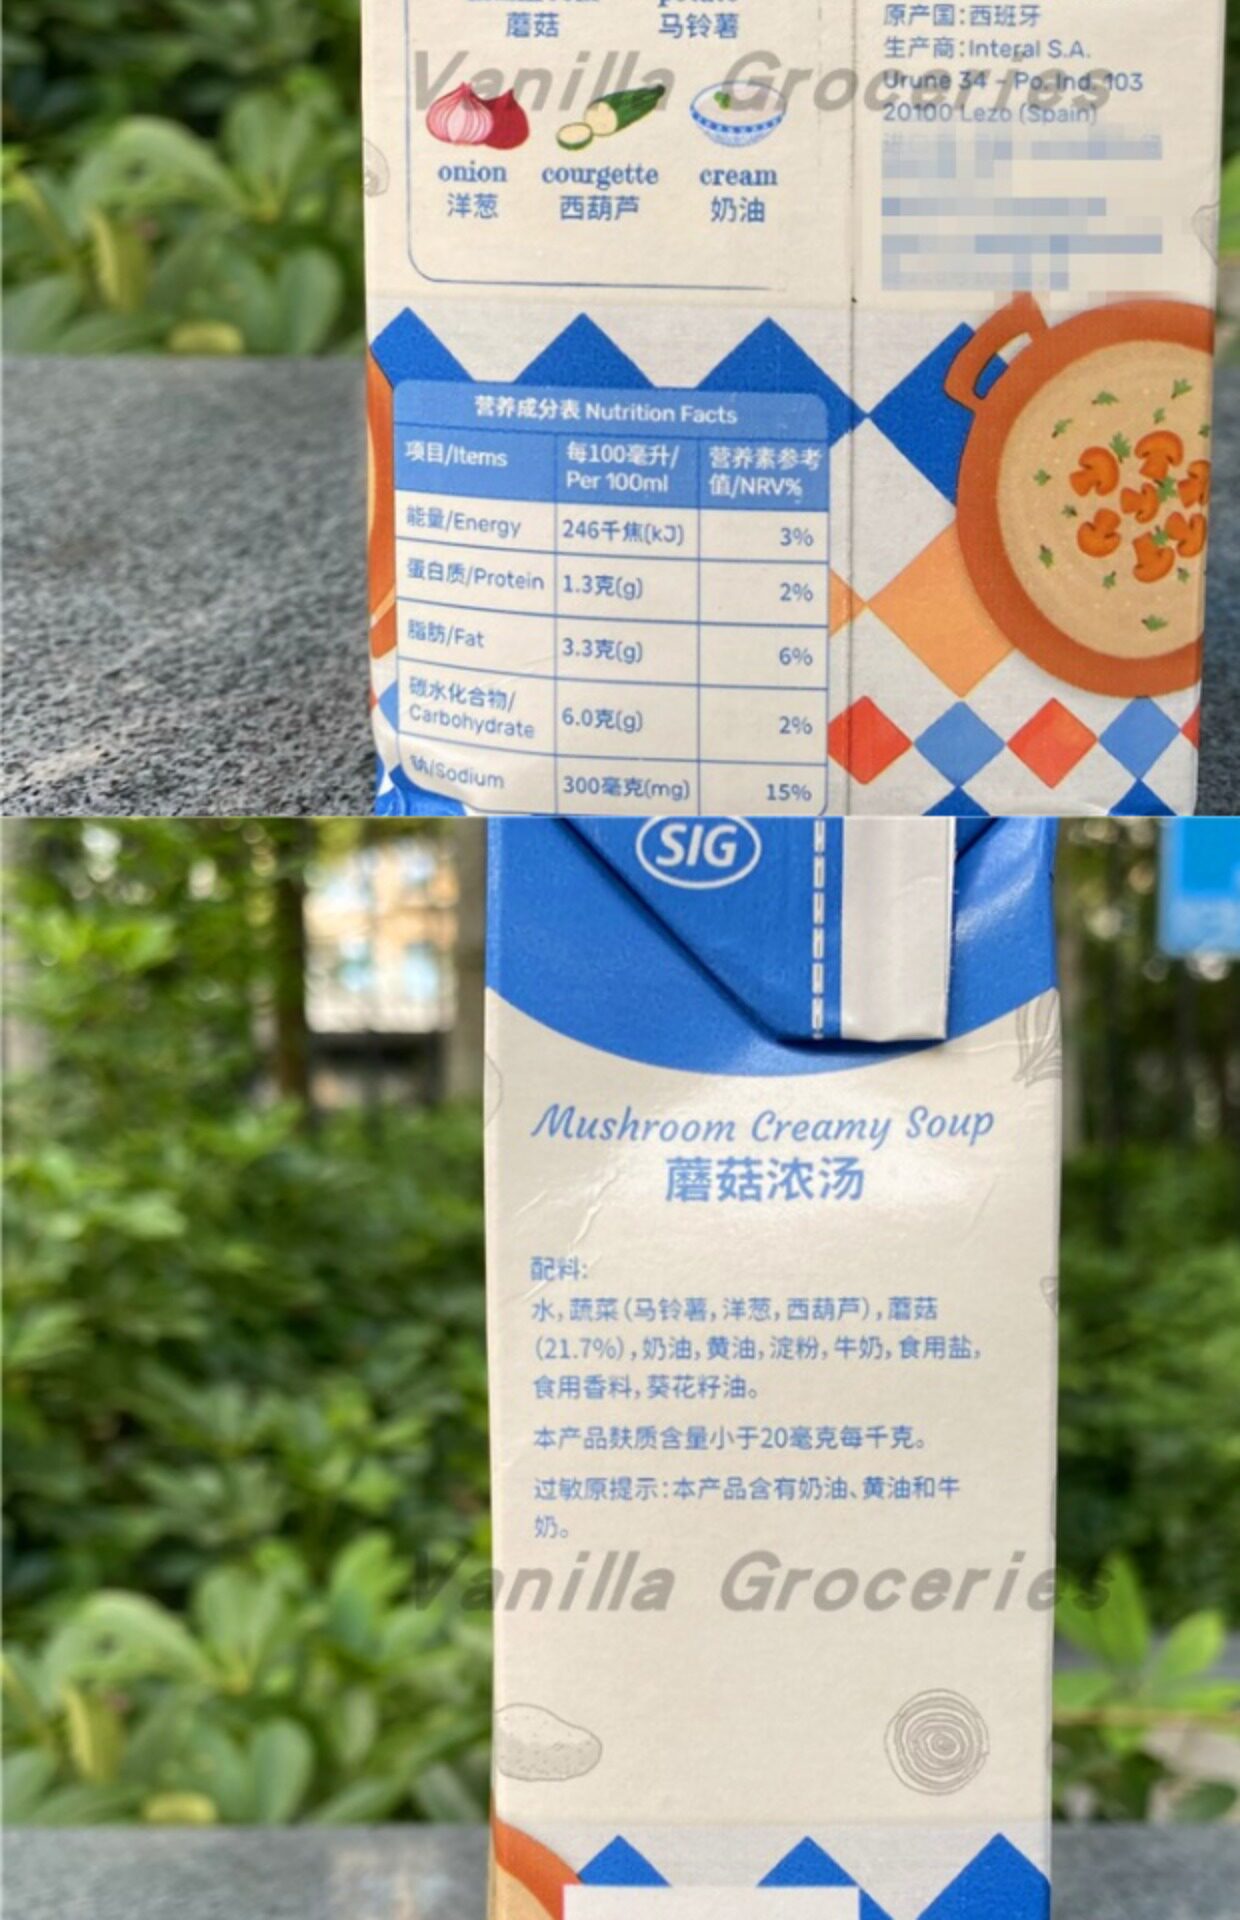 蘑菇 马铃薯
Vanilla Groceries
onion courgette cream
洋葱 西葫芦 奶油
原产国:西班牙
生产商:Interal S.A.
Urune 34 - Po. Ind. 103
20100 Lezo (Spain)
营养成分表 Nutrition Facts
项目/Items 每100毫升/Per 100ml 营养素参考值/NRV%
能量/Energy 246千焦(kJ) 3%
蛋白质/Protein 1.3克(g) 2%
脂肪/Fat 3.3克(g) 6%
碳水化合物/Carbohydrate 6.0克(g) 2%
钠/Sodium 300毫克(mg) 15%
SIG
Mushroom Creamy Soup
蘑菇浓汤
配料:
水,蔬菜(马铃薯,洋葱,西葫芦),蘑菇
(21.7%),奶油,黄油,淀粉,牛奶,食用盐,
食用香料,葵花籽油。
本产品麸质含量小于20毫克每千克。
过敏原提示:本产品含有奶油、黄油和牛
奶。
Vanilla Groceries